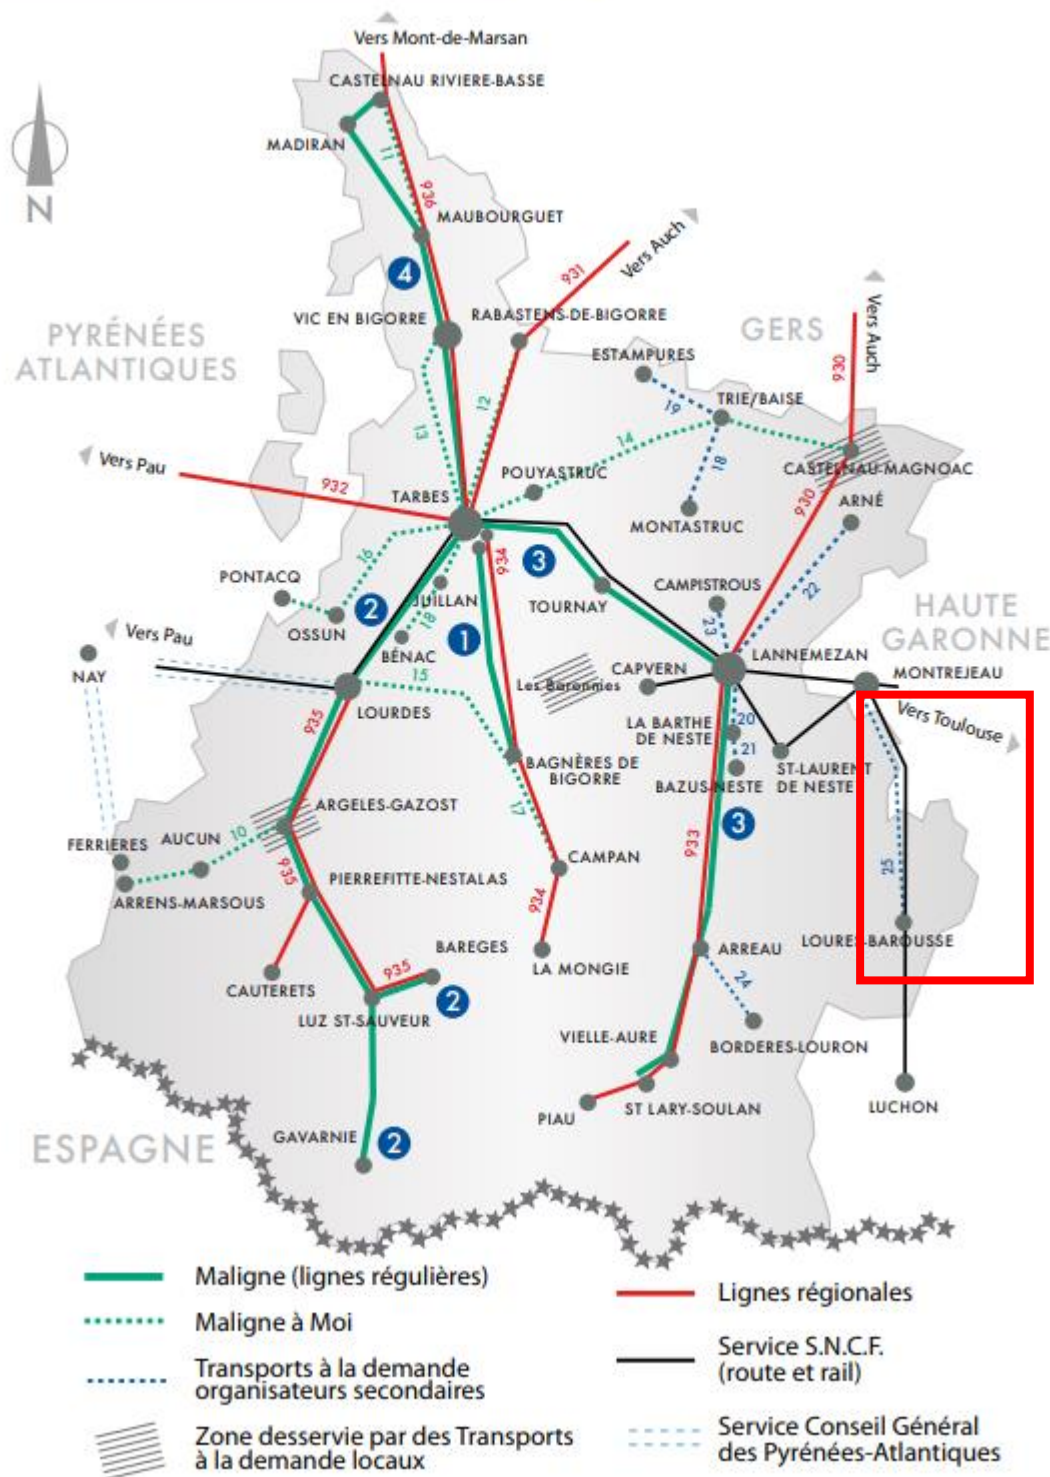 Vers Mont-de-Marsan
CASTELNAU RIVIERE-BASSE
MADIRAN
11
936
N
MAUBOURGUET
4
931
Vers Auch
VIC EN BIGORRE
RABASTENS-DE-BIGORRE
GERS
Vers Auch
PYRÉNÉES
ATLANTIQUES
ESTAMPURES
930
19
TRIE/BAISE
12
13
14
18
Vers Pau
932
TARBES
POUYASTRUC
CASTELNAU-MAGNOAC
930
ARNÉ
MONTASTRUC
16
934
3
PONTACQ
2
JUILLAN
TOURNAY
CAMPISTROUS
22
HAUTE
GARONNE
OSSUN
18
1
23
Vers Pau
BÉNAC
LANNEMEZAN
NAY
15
Les Baronnies
CAPVERN
MONTREJEAU
935
LOURDES
20
Vers Toulouse
LA BARTHE
DE NESTE
21
BAGNÈRES DE
BIGORRE
BAZUS-NESTE
ST-LAURENT
DE NESTE
ARGELES-GAZOST
17
3
10
933
FERRIERES
AUCUN
CAMPAN
25
935
PIERREFITTE-NESTALAS
ARRENS-MARSOUS
934
BAREGES
ARREAU
LOURES-BAROUSSE
935
LA MONGIE
CAUTERETS
24
2
LUZ ST-SAUVEUR
VIELLE-AURE
BORDERES-LOURON
PIAU
ST LARY-SOULAN
LUCHON
ESPAGNE
GAVARNIE
2
Maligne (lignes régulières)
Maligne à Moi
Transports à la demande
organisateurs secondaires
Zone desservie par des Transports
à la demande locaux
Lignes régionales
Service S.N.C.F.
(route et rail)
Service Conseil Général
des Pyrénées-Atlantiques